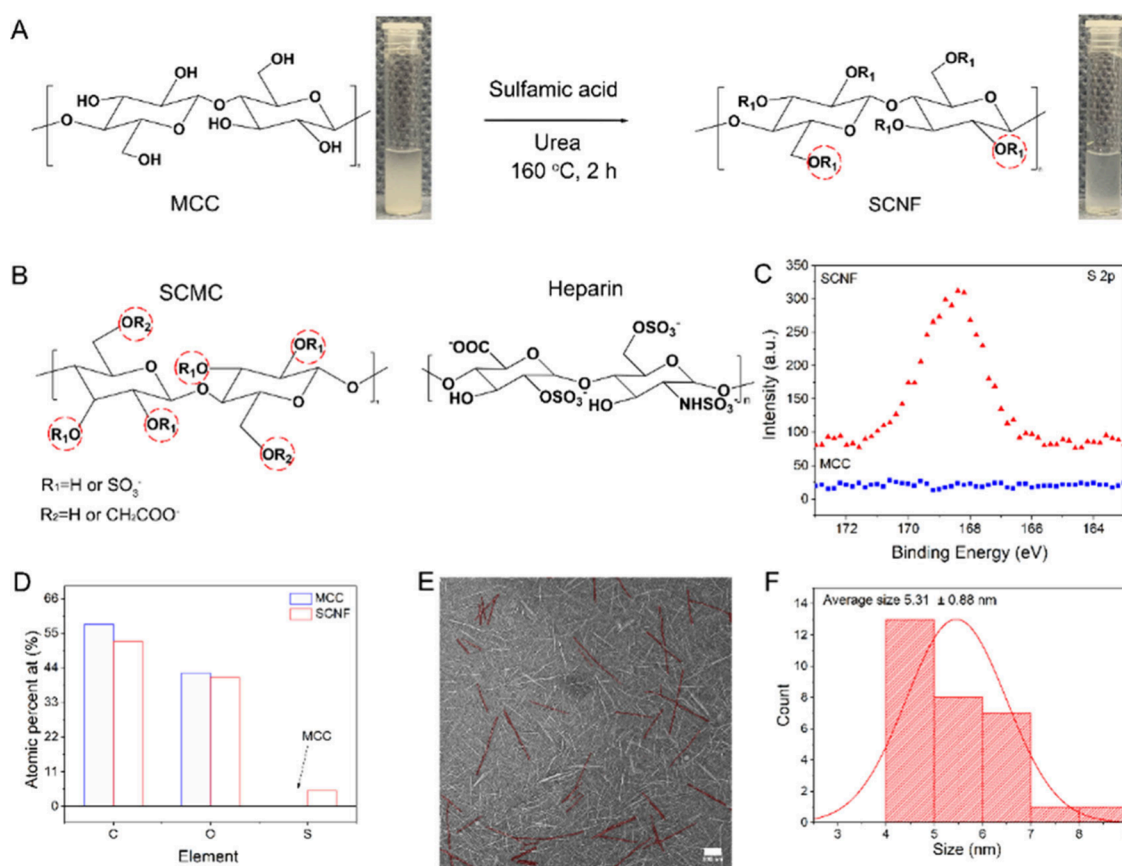 A
HO
OH
OH
OH
O
O
O
HO
O
OH
OH
n
MCC
Sulfamic acid
Urea
160 °C, 2 h
OR₁
OR₁
OR₁
R₁O
O
O
O
R₁O
O
OR₁
OR₁
n
SCNF
B
SCMC
OR₂
OR₁
O
R₁O
O
O
O
R₁O
OR₁
O
OR₂
R₁=H or SO₃⁻
R₂=H or CH₂COO⁻
Heparin
⁻OOC
OSO₃⁻
O
O
O
O
O
HO
OSO₃⁻
HO
NHSO₃⁻
n
C
SCNF
S 2p
MCC
350
300
250
200
150
100
50
0
Intensity (a.u.)
172 170 168 166 164
Binding Energy (eV)
D
MCC
SCNF
MCC
66
55
44
33
22
11
0
Atomic percent at (%)
C O S
Element
E
F
Average size 5.31 ± 0.88 nm
14
12
10
8
6
4
2
0
Count
3 4 5 6 7 8 9
Size (nm)